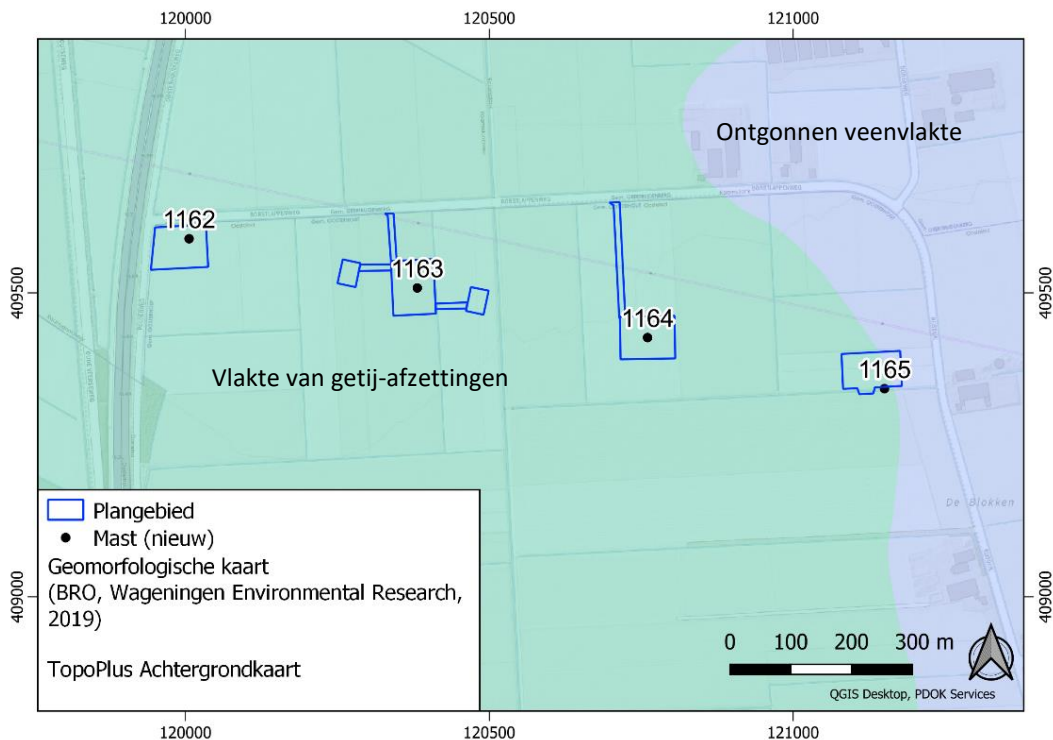 120000 120500 121000
Ontgonnen veenvlakte
1162
1163
409500 409500
1164
1165
Vlakte van getij-afzettingen
De Blokken
Plangebied
Mast (nieuw)
Geomorfologische kaart
(BRO, Wageningen Environmental Research,
2019)
TopoPlus Achtergrondkaart
409000 409000
0 100 200 300 m
QGIS Desktop, PDOK Services
120000 120500 121000